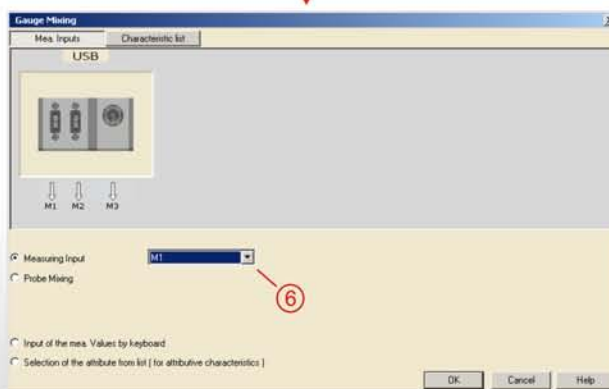 Gauge Mixing
Mea. Inputs Characteristic list
USB
M1 M2 M3
Measuring Input M1
Probe Mixing
6
Input of the mea. Values by keyboard
Selection of the attribute from list ( for attributive characteristics )
OK Cancel Help